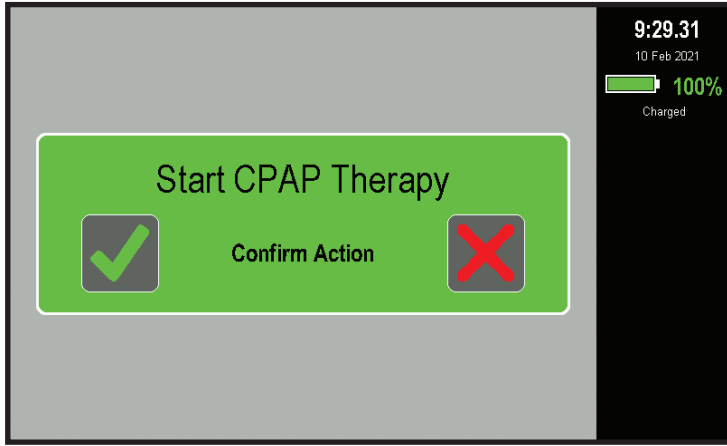 Start CPAP Therapy
Confirm Action
9:29.31
10 Feb 2021
100%
Charged